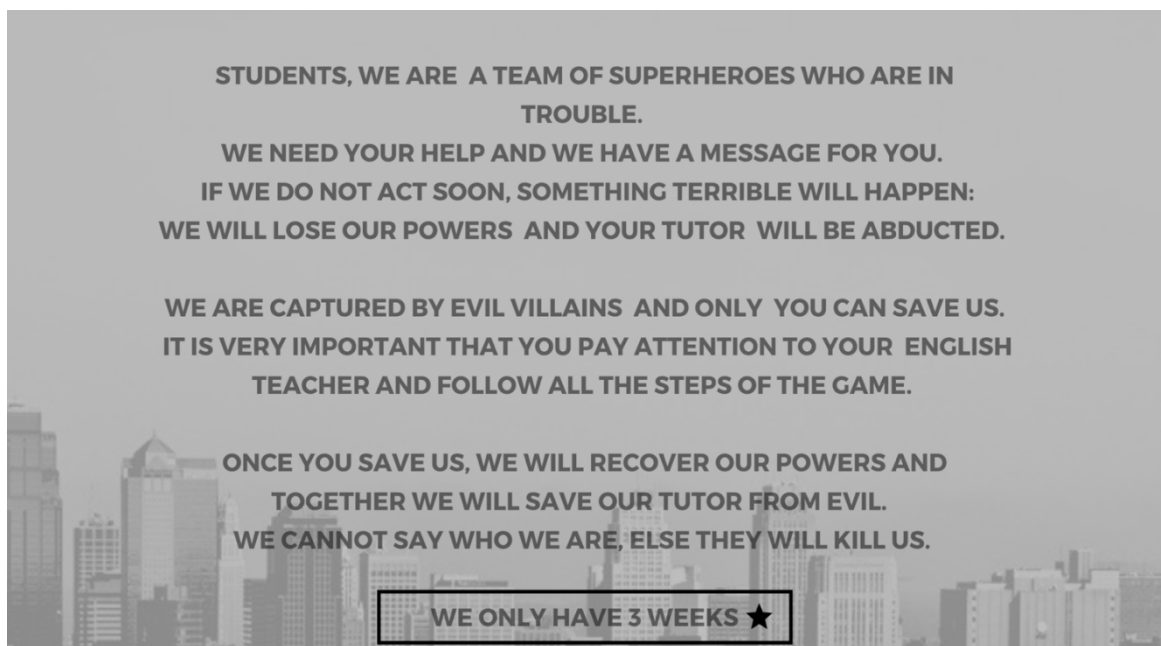 STUDENTS, WE ARE A TEAM OF SUPERHEROES WHO ARE IN
TROUBLE.
WE NEED YOUR HELP AND WE HAVE A MESSAGE FOR YOU.
IF WE DO NOT ACT SOON, SOMETHING TERRIBLE WILL HAPPEN:
WE WILL LOSE OUR POWERS AND YOUR TUTOR WILL BE ABDUCTED.
WE ARE CAPTURED BY EVIL VILLAINS AND ONLY YOU CAN SAVE US.
IT IS VERY IMPORTANT THAT YOU PAY ATTENTION TO YOUR ENGLISH
TEACHER AND FOLLOW ALL THE STEPS OF THE GAME.
ONCE YOU SAVE US, WE WILL RECOVER OUR POWERS AND
TOGETHER WE WILL SAVE OUR TUTOR FROM EVIL.
WE CANNOT SAY WHO WE ARE, ELSE THEY WILL KILL US.
WE ONLY HAVE 3 WEEKS